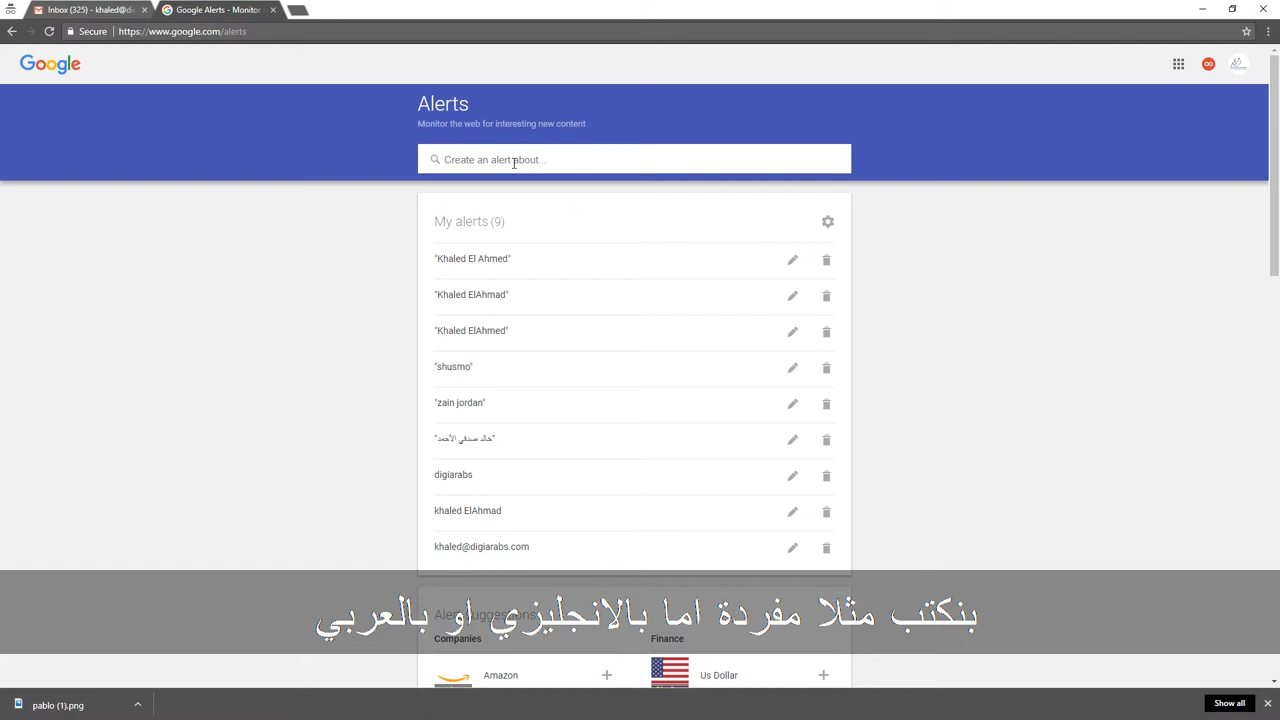 Inbox (325) - khaled@di
Google Alerts - Monitor
Secure
https://www.google.com/alerts
Google
Alerts
Monitor the web for interesting new content
Create an alert about...
My alerts (9)
"Khaled El Ahmed"
"Khaled ElAhmad"
"Khaled ElAhmed"
"shusmo"
"zain jordan"
"خالد صدقي الأحمد"
digiarabs
khaled ElAhmad
khaled@digiarabs.com
Alert suggestions
بنكتب مثلا مفردة اما بالانجليزي او بالعربي
Companies
Finance
Amazon
Us Dollar
pablo (1).png
Show all